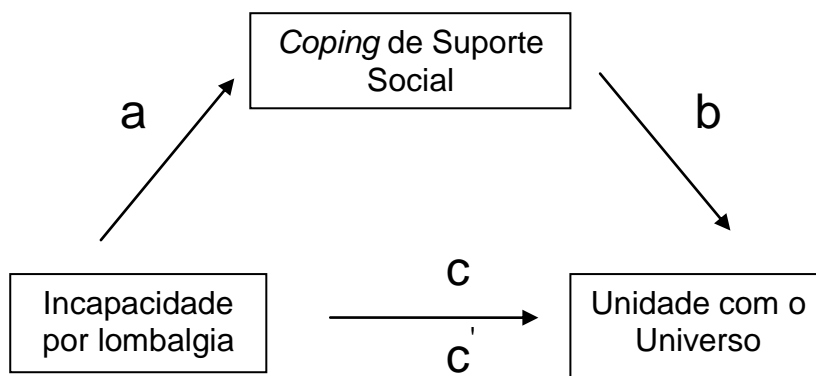 Coping de Suporte
Social
a
b
Incapacidade
por lombalgia
c
c'
Unidade com o
Universo